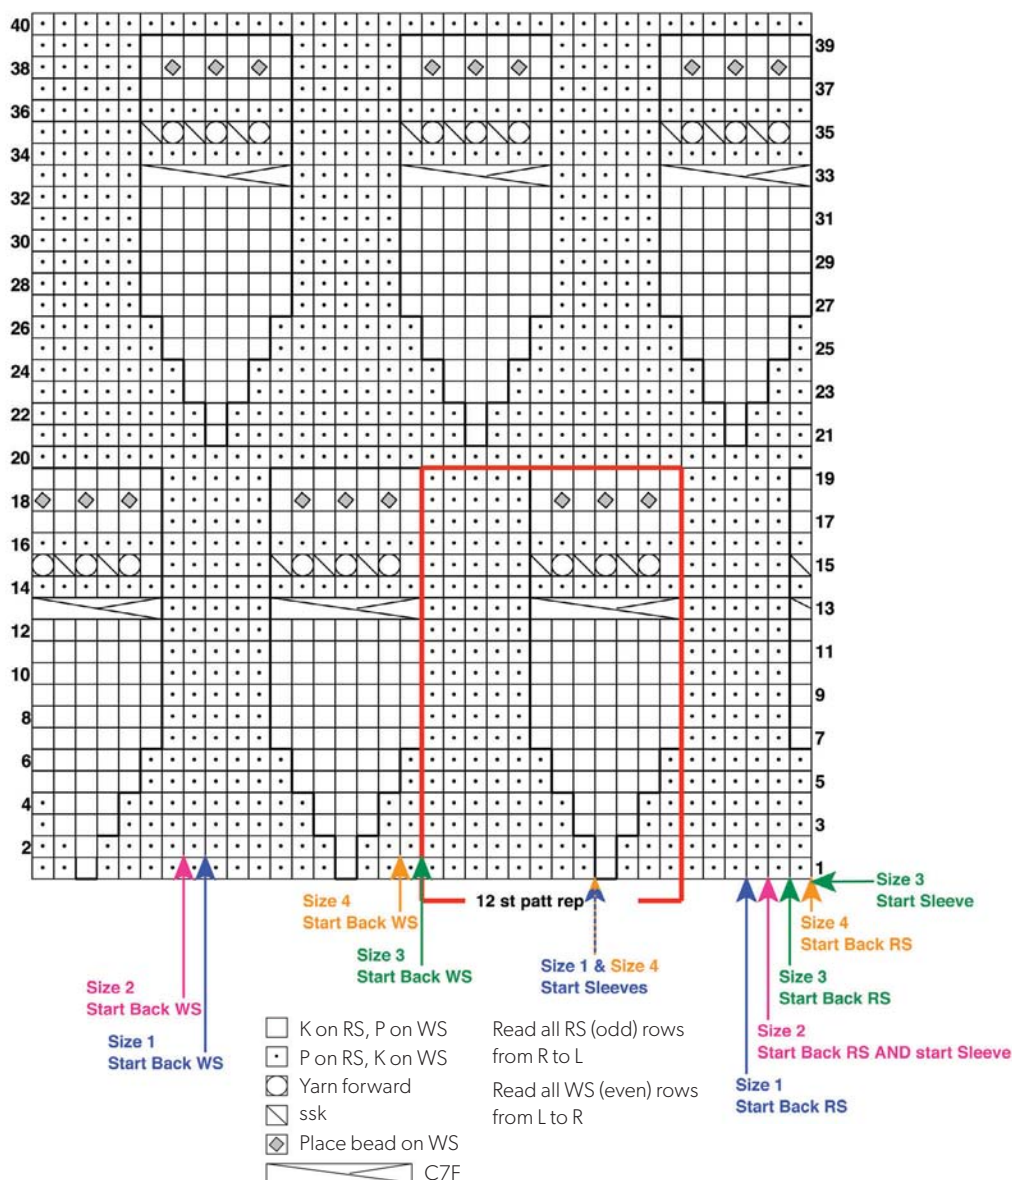 40
39
38
37
36
35
34
33
32
31
30
29
28
27
26
25
24
23
22
21
20
19
18
17
16
15
14
13
12
11
10
9
8
7
6
5
4
3
2
1
12 st patt rep
Size 3
Start Sleeve
Size 4
Start Back WS
Size 4
Start Back RS
Size 3
Start Back WS
Size 1 & Size 4
Start Sleeves
Size 3
Start Back RS
Size 2
Start Back WS
Size 2
Start Back RS AND start Sleeve
Size 1
Start Back WS
Size 1
Start Back RS
K on RS, P on WS
P on RS, K on WS
Yarn forward
ssk
Place bead on WS
C7F
Read all RS (odd) rows
from R to L
Read all WS (even) rows
from L to R